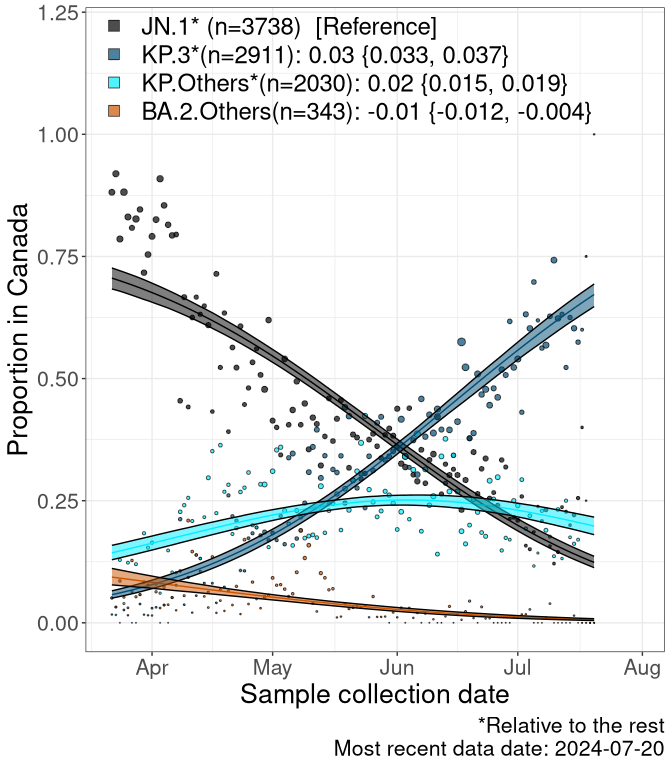 JN.1* (n=3738) [Reference]
KP.3*(n=2911): 0.03 {0.033, 0.037}
KP.Others*(n=2030): 0.02 {0.015, 0.019}
BA.2.Others(n=343): -0.01 {-0.012, -0.004}
1.25
1.00
0.75
0.50
0.25
0.00
Proportion in Canada
Apr May Jun Jul Aug
Sample collection date
*Relative to the rest
Most recent data date: 2024-07-20